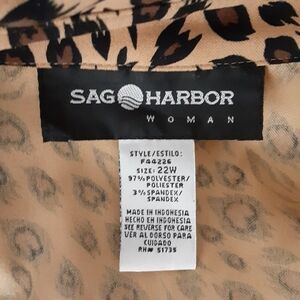 SAG HARBOR
WOMAN
STYLE/ESTILO:
F44226
SIZE: 22W
97%POLYESTER/
POLIESTER
3%SPANDEX/
SPANDEX
MADE IN INDONESIA
HECHO EN INDONESIA
SEE REVERSE FOR CARE
VER AL DORSO PARA
CUIDADO
RN# 51735